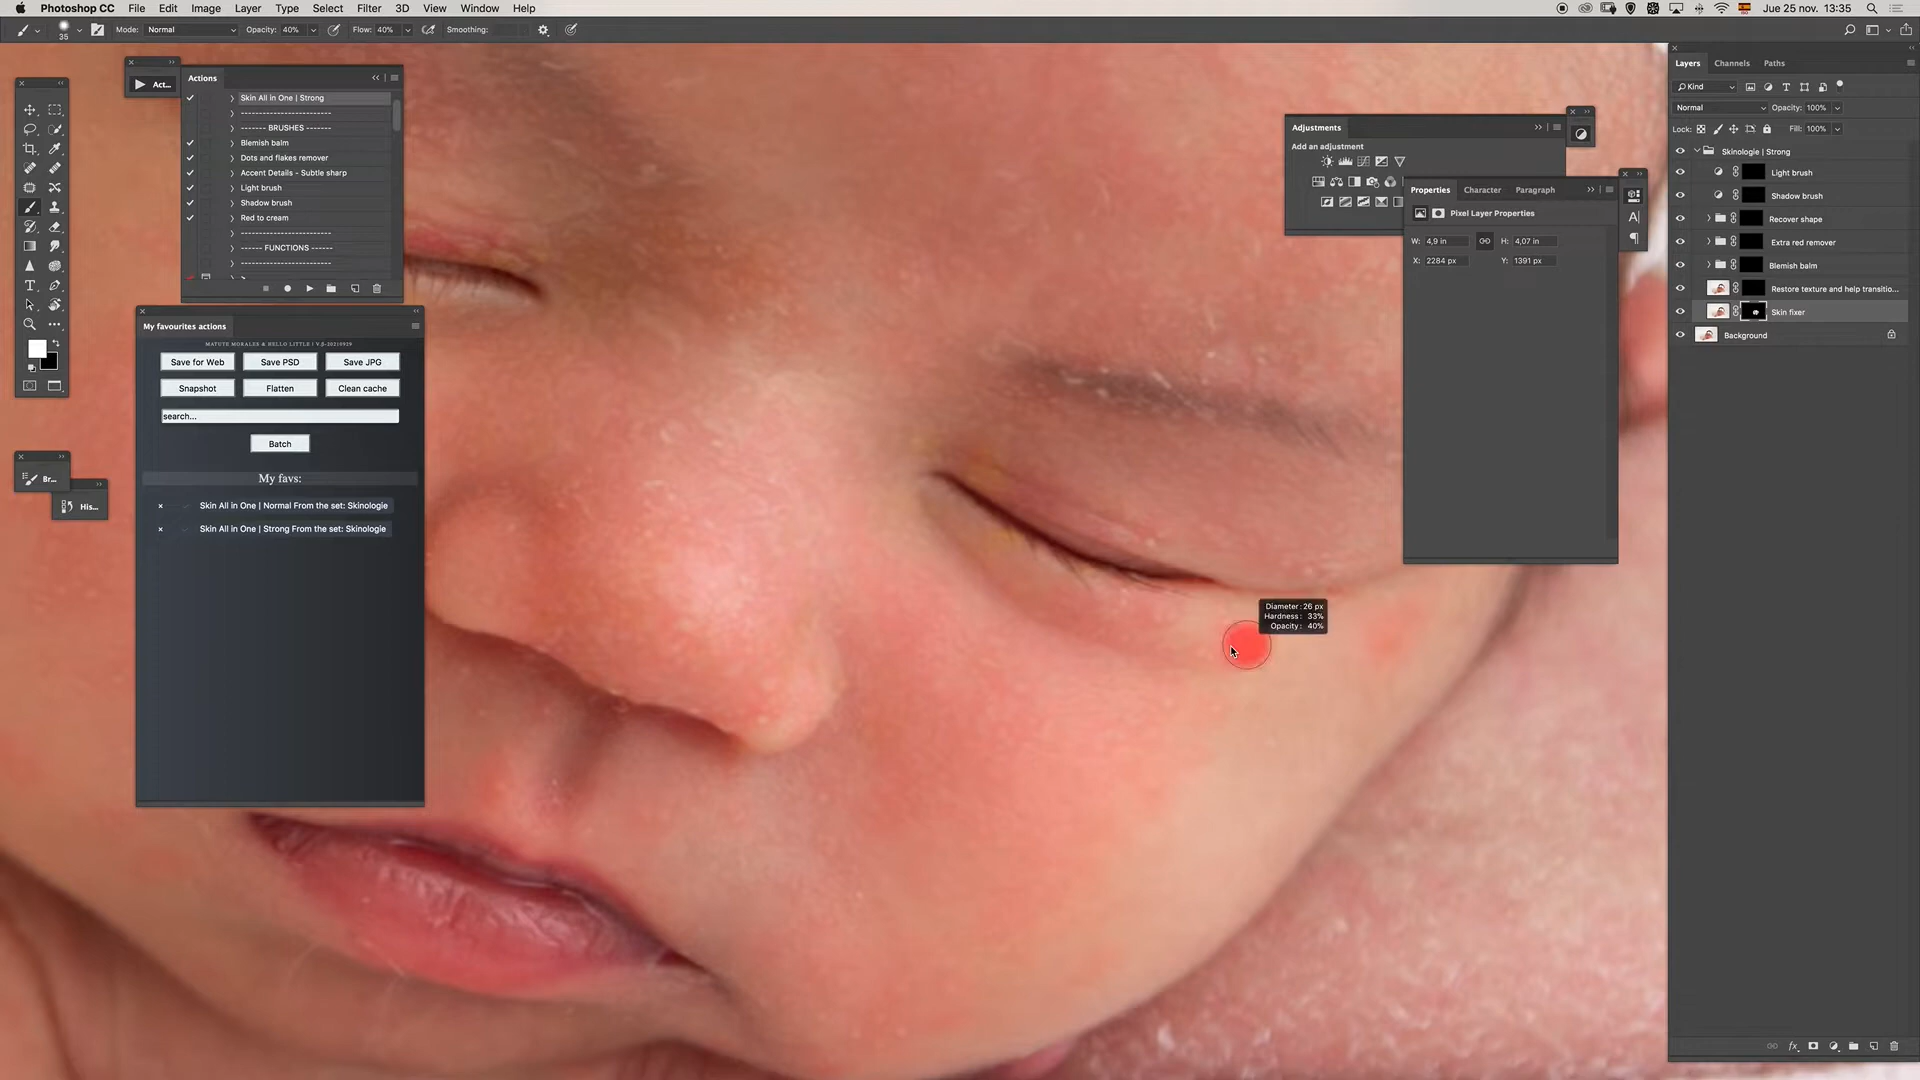 Photoshop CC File Edit Image Layer Type Select Filter 3D View Window Help Jue 25 nov. 13:35
35 Mode: Normal Opacity: 40% Flow: 40% Smoothing:
Act...
Actions
Skin All in One | Strong
-------------------------
------- BRUSHES -------
Blemish balm
Dots and flakes remover
Accent Details - Subtle sharp
Light brush
Shadow brush
Red to cream
-------------------------
------ FUNCTIONS ------
-------------------------
My favourites actions
MATUTE MORALES & HELLO LITTLE | V.β-20210919
Save for Web Save PSD Save JPG
Snapshot Flatten Clean cache
search...
Batch
My favs:
× Skin All in One | Normal From the set: Skinologie
× Skin All in One | Strong From the set: Skinologie
Br...
His...
Diameter: 26 px
Hardness: 33%
Opacity: 40%
Adjustments
Add an adjustment
Properties Character Paragraph
Pixel Layer Properties
W: 4,9 in H: 4,07 in
X: 2284 px Y: 1391 px
Layers Channels Paths
Kind
Normal Opacity: 100%
Lock: Fill: 100%
Skinologie | Strong
Light brush
Shadow brush
Recover shape
Extra red remover
Blemish balm
Restore texture and help transitio...
Skin fixer
Background